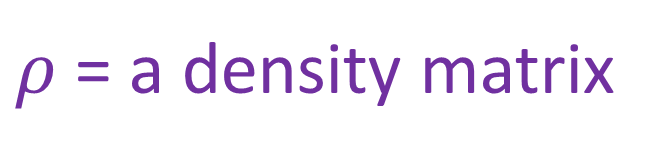 ρ = a density matrix